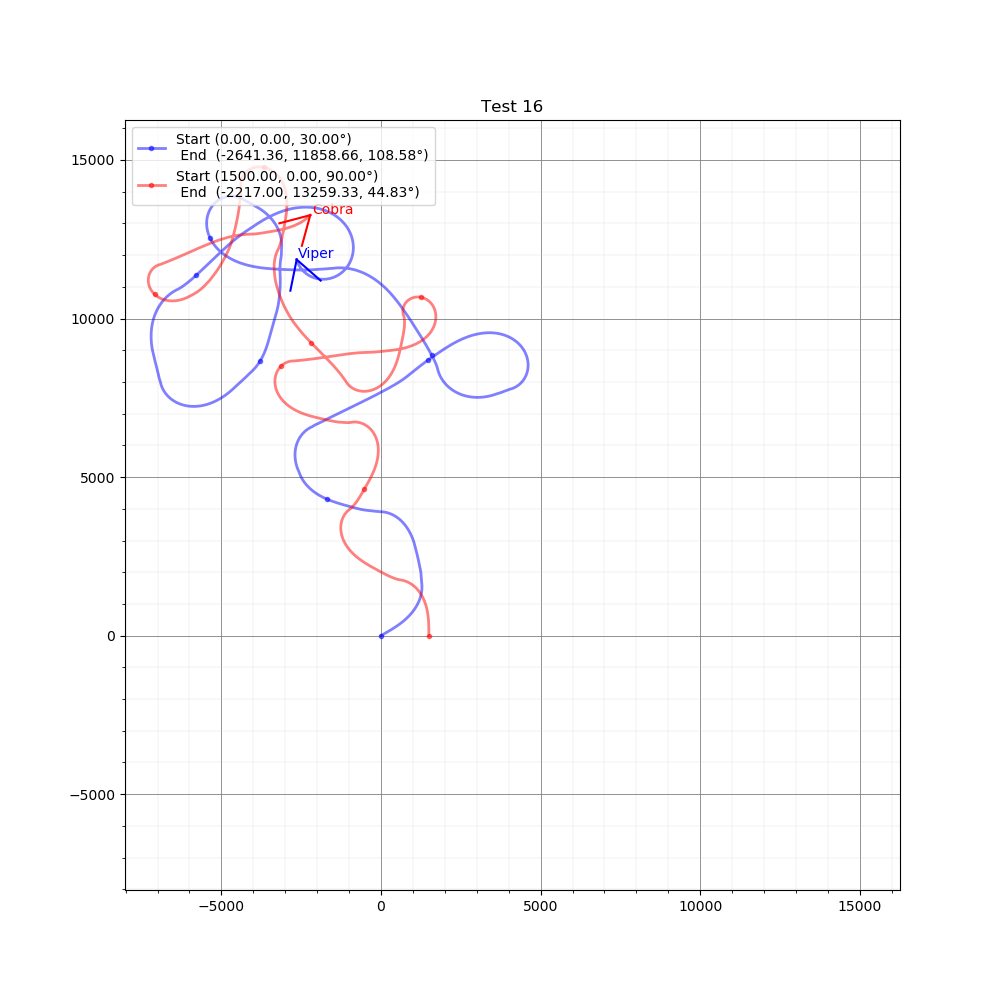 Test 16
Start (0.00, 0.00, 30.00°)
End (-2641.36, 11858.66, 108.58°)
Start (1500.00, 0.00, 90.00°)
End (-2217.00, 13259.33, 44.83°)
Cobra
Viper
15000
10000
5000
0
−5000
−5000
0
5000
10000
15000